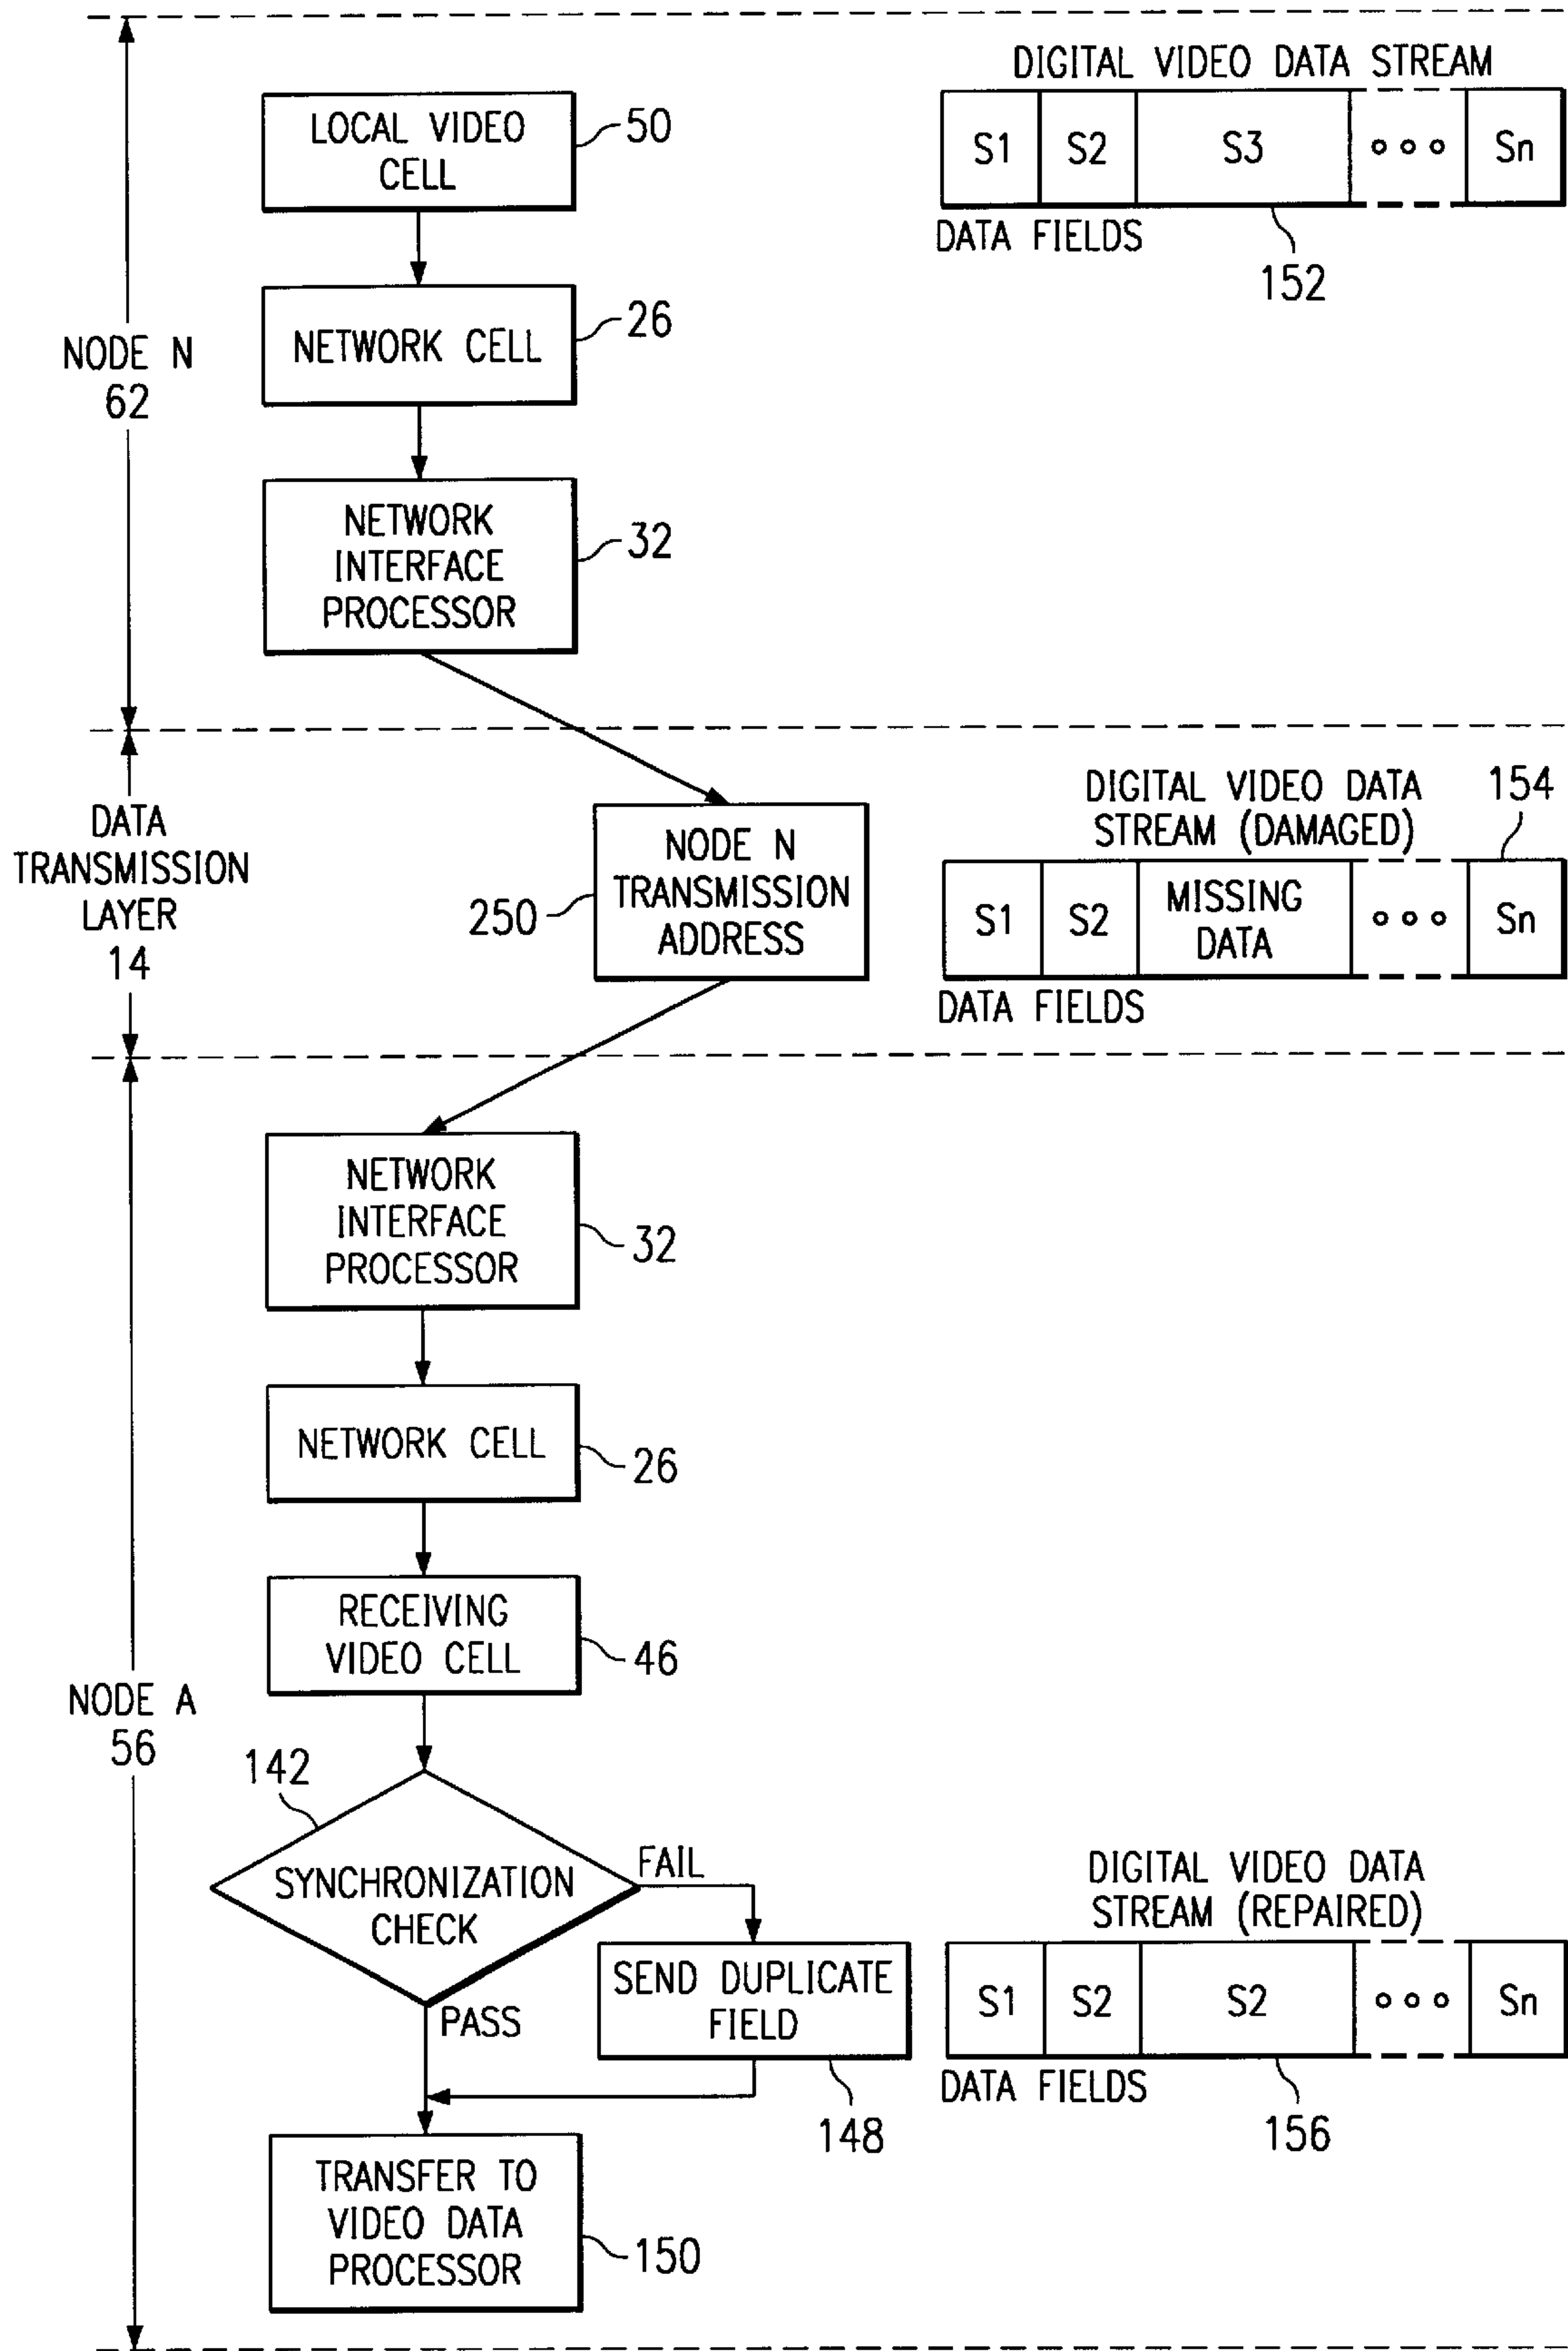 DIGITAL VIDEO DATA STREAM
LOCAL VIDEO
CELL
50
S1 S2 S3 Sn
DATA FIELDS
152
NETWORK CELL
26
NODE N
62
NETWORK
INTERFACE
PROCESSOR
32
DATA
TRANSMISSION
LAYER
14
NODE N
TRANSMISSION
ADDRESS
250
DIGITAL VIDEO DATA
STREAM (DAMAGED)
154
S1 S2 MISSING
DATA Sn
DATA FIELDS
NETWORK
INTERFACE
PROCESSOR
32
NETWORK CELL
26
RECEIVING
VIDEO CELL
46
NODE A
56
142
SYNCHRONIZATION
CHECK
FAIL
PASS
SEND DUPLICATE
FIELD
148
DIGITAL VIDEO DATA
STREAM (REPAIRED)
S1 S2 S2 Sn
DATA FIELDS
156
TRANSFER TO
VIDEO DATA
PROCESSOR
150